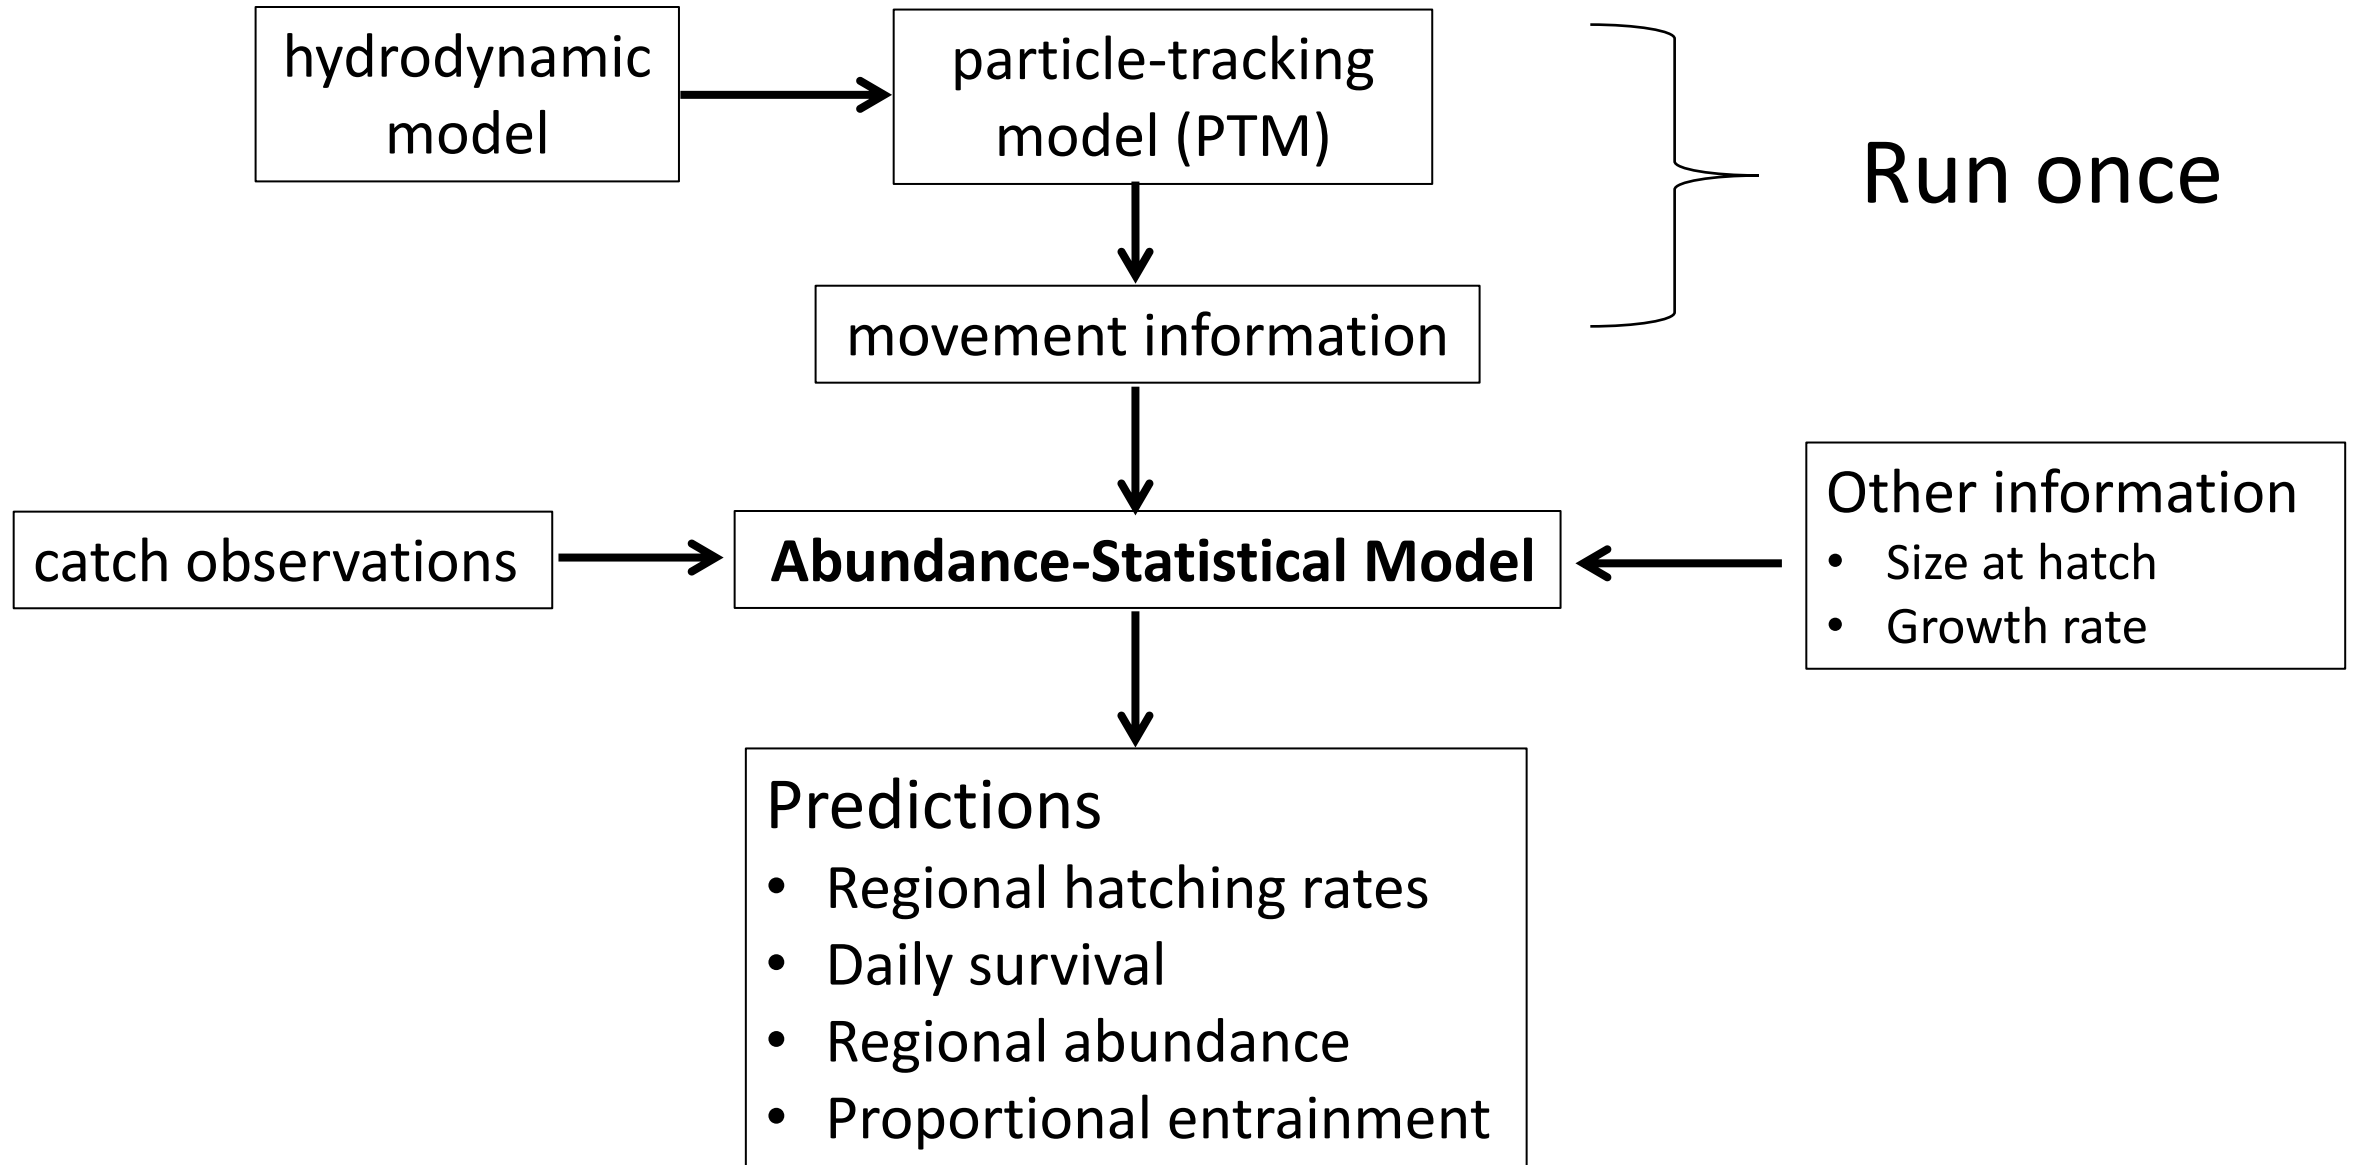 hydrodynamic
model
particle-tracking
model (PTM)
Run once
movement information
catch observations
Abundance-Statistical Model
Other information
• Size at hatch
• Growth rate
Predictions
• Regional hatching rates
• Daily survival
• Regional abundance
• Proportional entrainment